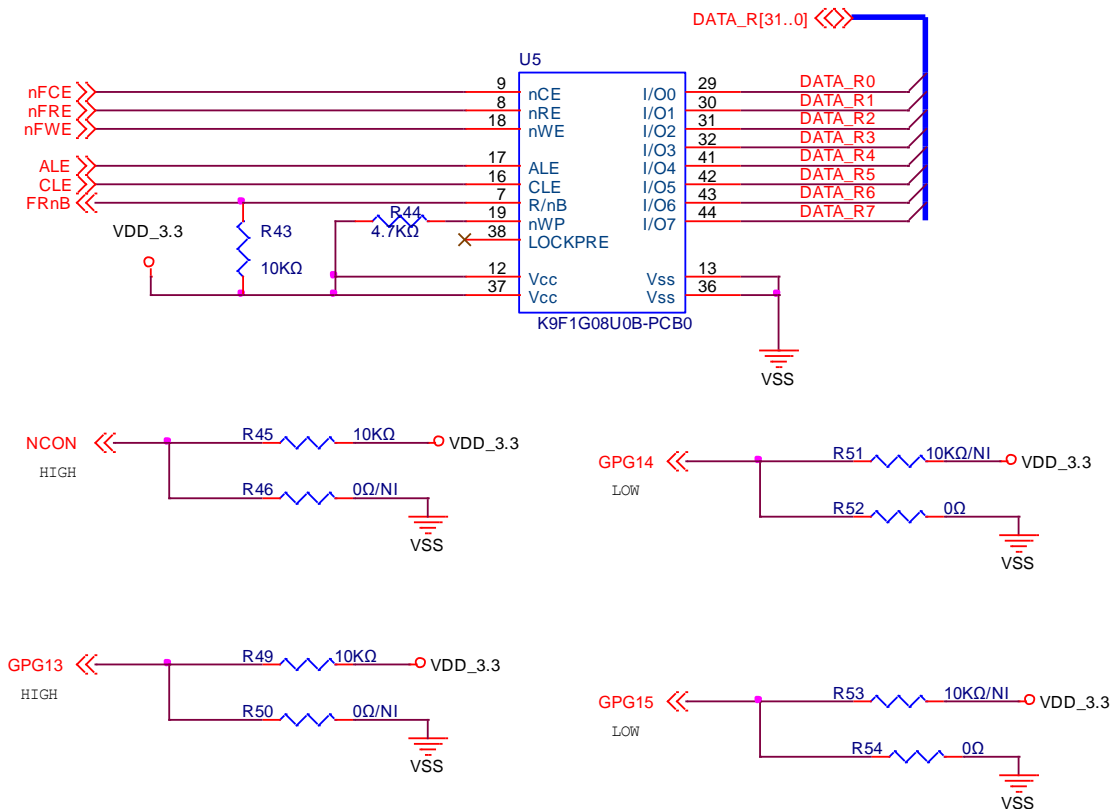 DATA_R[31..0]
U5
nFCE 9 nCE I/O0 29 DATA_R0
nFRE 8 nRE I/O1 30 DATA_R1
nFWE 18 nWE I/O2 31 DATA_R2
I/O3 32 DATA_R3
ALE 17 ALE I/O4 41 DATA_R4
CLE 16 CLE I/O5 42 DATA_R5
FRnB 7 R/nB I/O6 43 DATA_R6
R44 4.7KΩ 19 nWP I/O7 44 DATA_R7
38 LOCKPRE
VDD_3.3 R43 10KΩ
12 Vcc Vss 13
37 Vcc Vss 36
K9F1G08U0B-PCB0
VSS
NCON R45 10KΩ VDD_3.3
HIGH
R46 0Ω/NI
VSS
GPG14 R51 10KΩ/NI VDD_3.3
LOW
R52 0Ω
VSS
GPG13 R49 10KΩ VDD_3.3
HIGH
R50 0Ω/NI
VSS
GPG15 R53 10KΩ/NI VDD_3.3
LOW
R54 0Ω
VSS